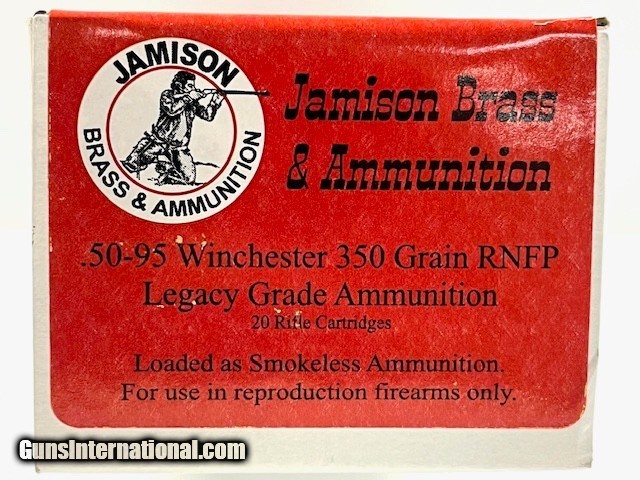 JAMISON
BRASS & AMMUNITION
Jamison Brass
& Ammunition
.50-95 Winchester 350 Grain RNFP
Legacy Grade Ammunition
20 Rifle Cartridges
Loaded as Smokeless Ammunition.
For use in reproduction firearms only.
GunsInternational.com